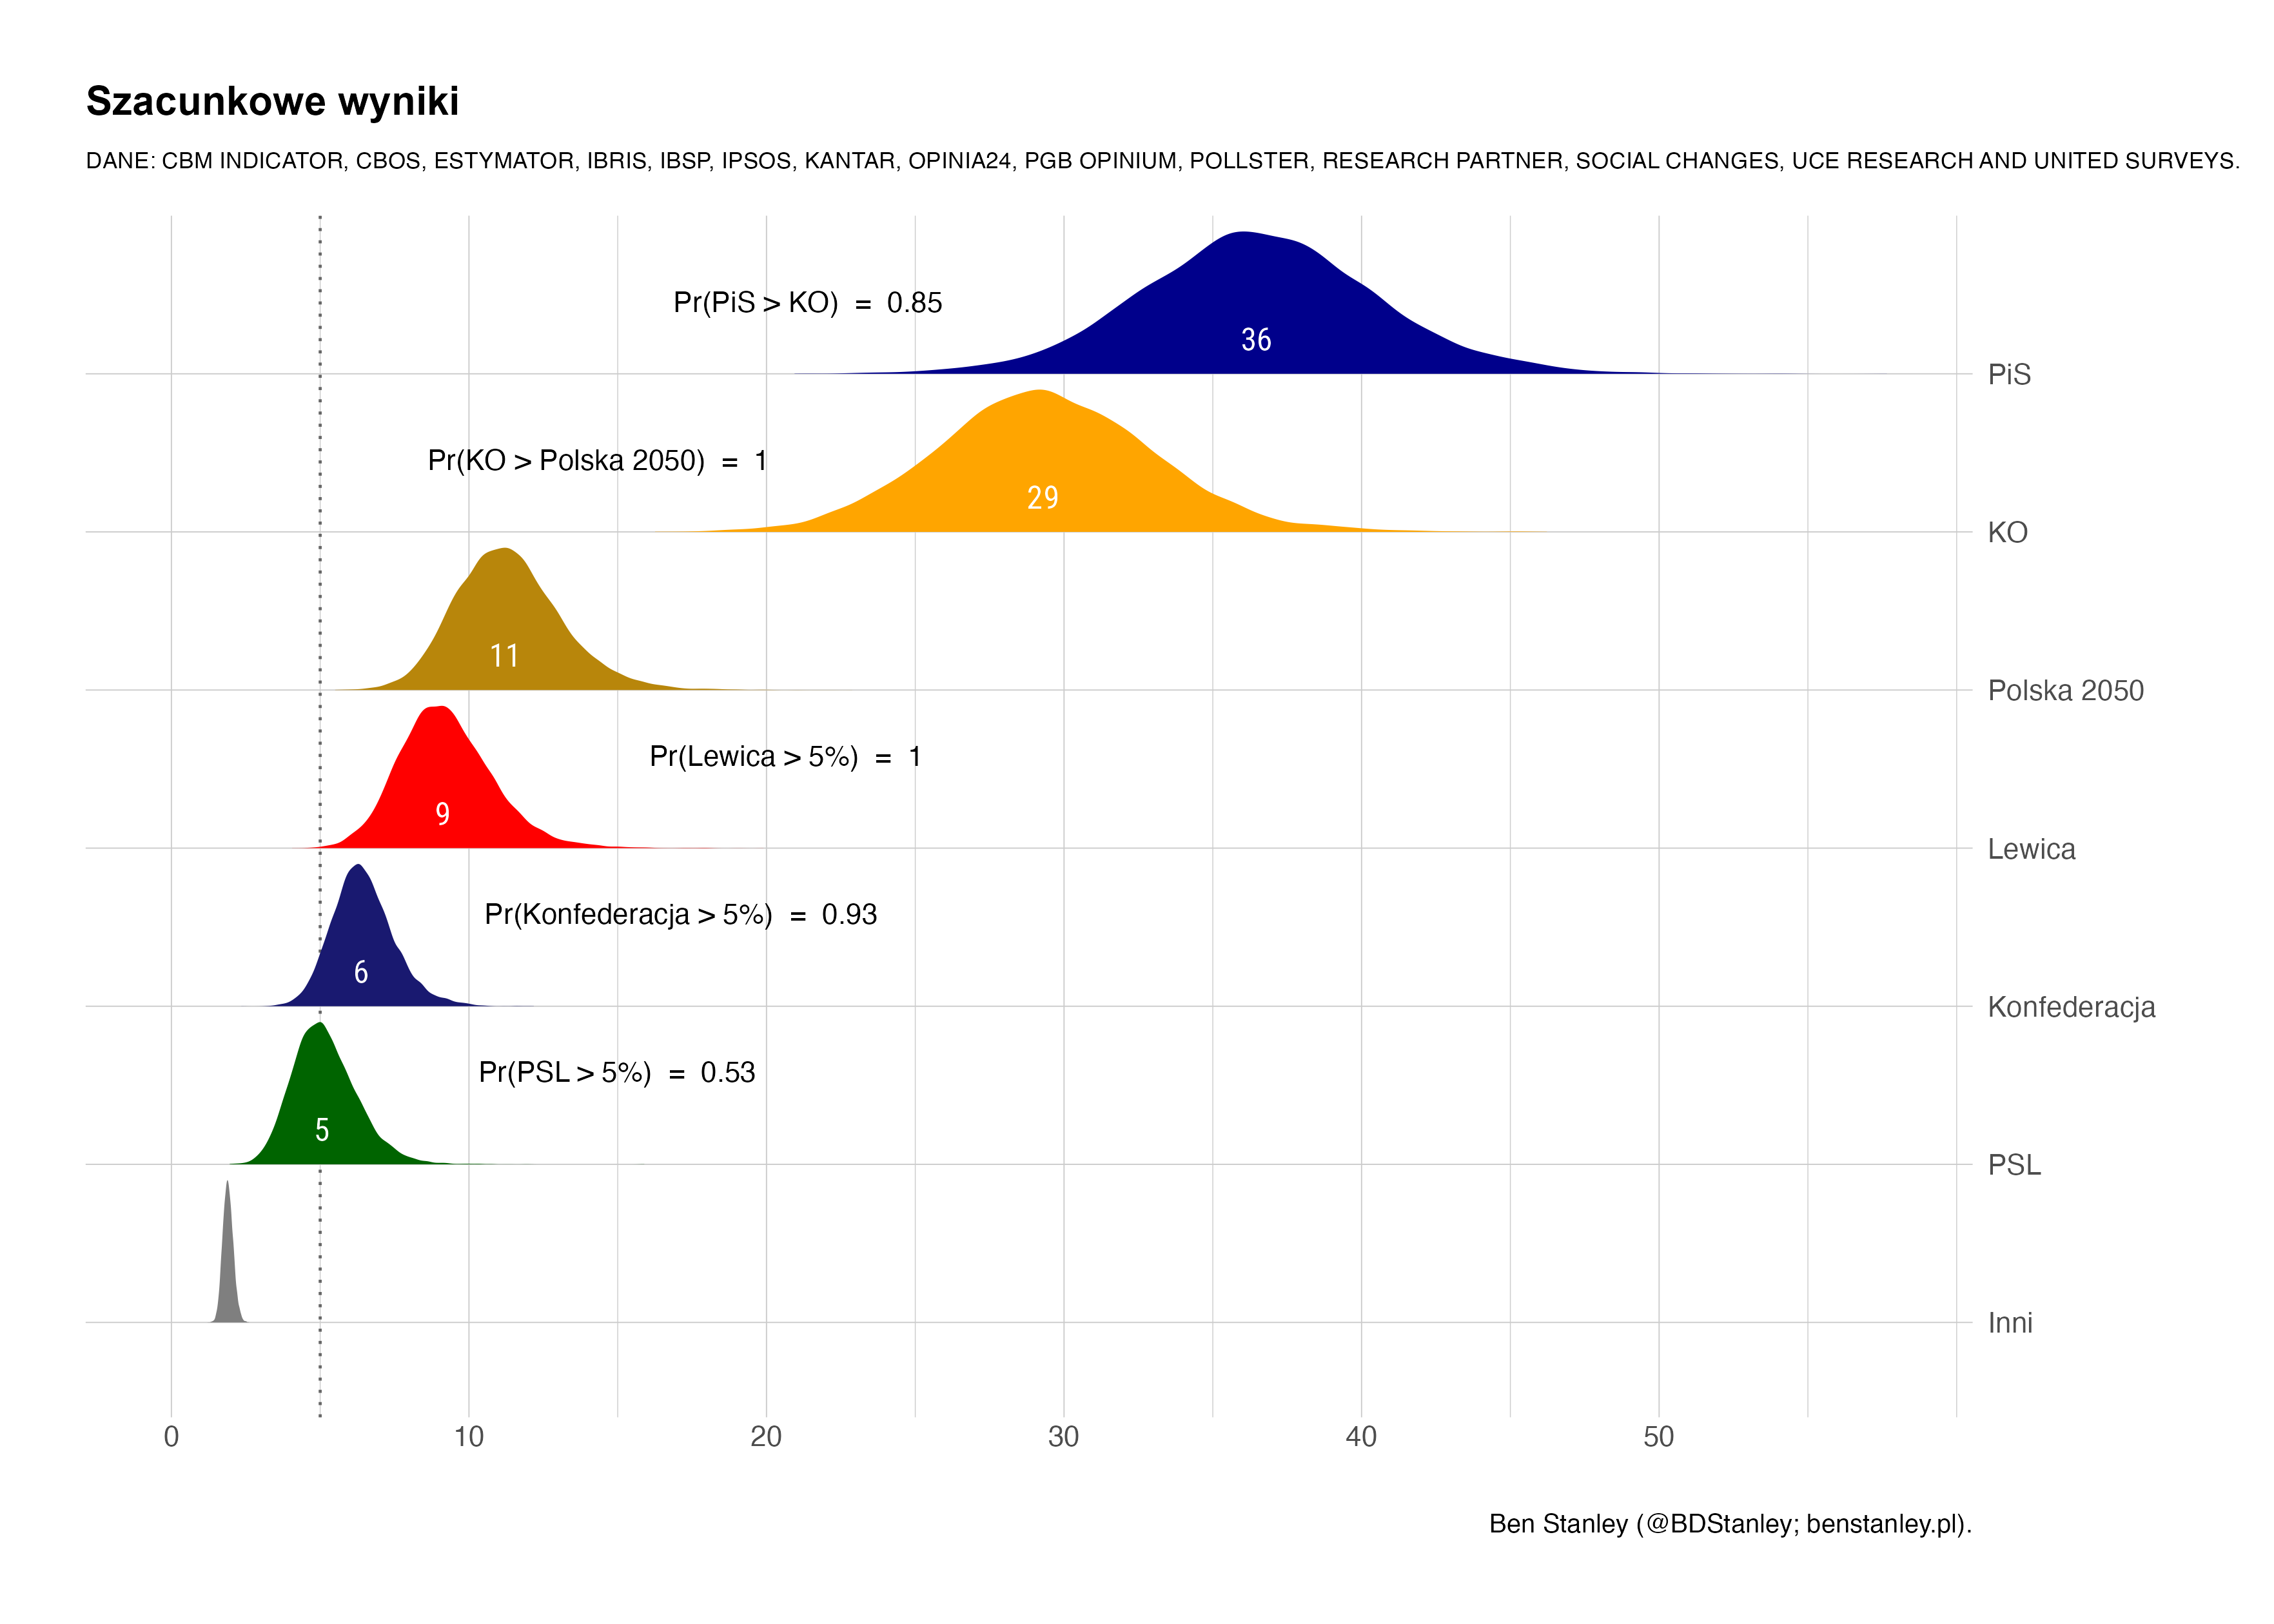 Szacunkowe wyniki
DANE: CBM INDICATOR, CBOS, ESTYMATOR, IBRIS, IBSP, IPSOS, KANTAR, OPINIA24, PGB OPINIUM, POLLSTER, RESEARCH PARTNER, SOCIAL CHANGES, UCE RESEARCH AND UNITED SURVEYS.
Pr(PiS > KO) = 0.85
36
PiS
Pr(KO > Polska 2050) = 1
29
KO
11
Polska 2050
Pr(Lewica > 5%) = 1
9
Lewica
Pr(Konfederacja > 5%) = 0.93
6
Konfederacja
Pr(PSL > 5%) = 0.53
5
PSL
Inni
0 10 20 30 40 50
Ben Stanley (@BDStanley; benstanley.pl).